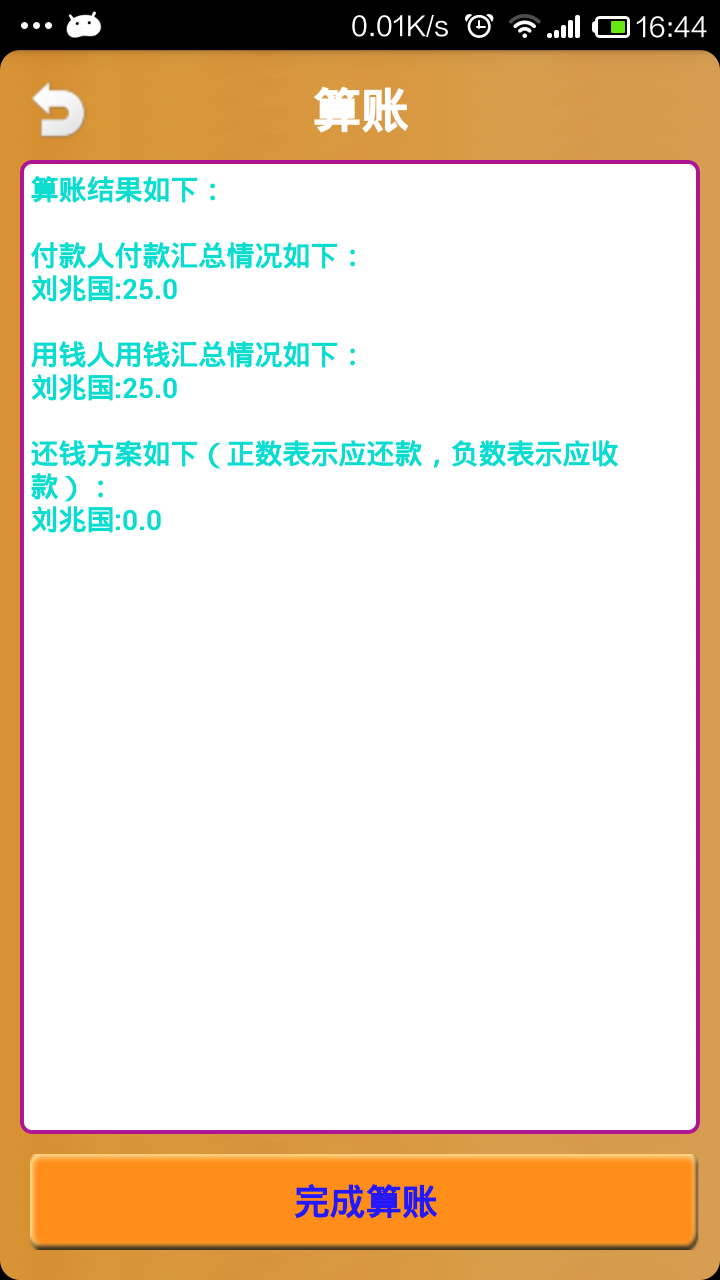 0.01K/s 16:44
算账
算账结果如下：
付款人付款汇总情况如下：
刘兆国:25.0
用钱人用钱汇总情况如下：
刘兆国:25.0
还钱方案如下（正数表示应还款，负数表示应收
款）：
刘兆国:0.0
完成算账